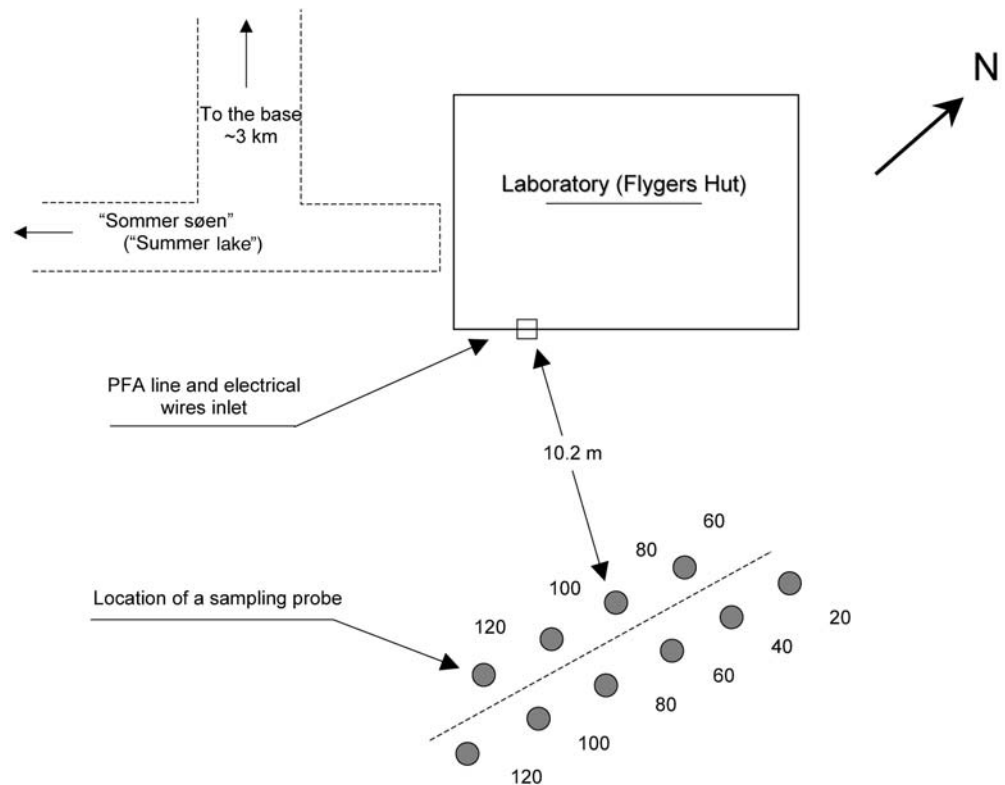 N
To the base
~3 km
Laboratory (Flygers Hut)
“Sommer søen”
(“Summer lake”)
PFA line and electrical
wires inlet
10.2 m
60
80
100
120
Location of a sampling probe
20
40
60
80
100
120